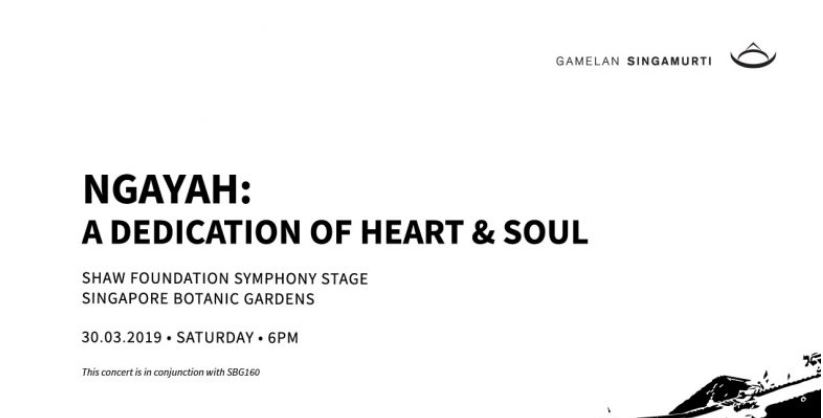 GAMELAN SINGAMURTI
NGAYAH:
A DEDICATION OF HEART & SOUL
SHAW FOUNDATION SYMPHONY STAGE
SINGAPORE BOTANIC GARDENS
30.03.2019 • SATURDAY • 6PM
This concert is in conjunction with SBG160